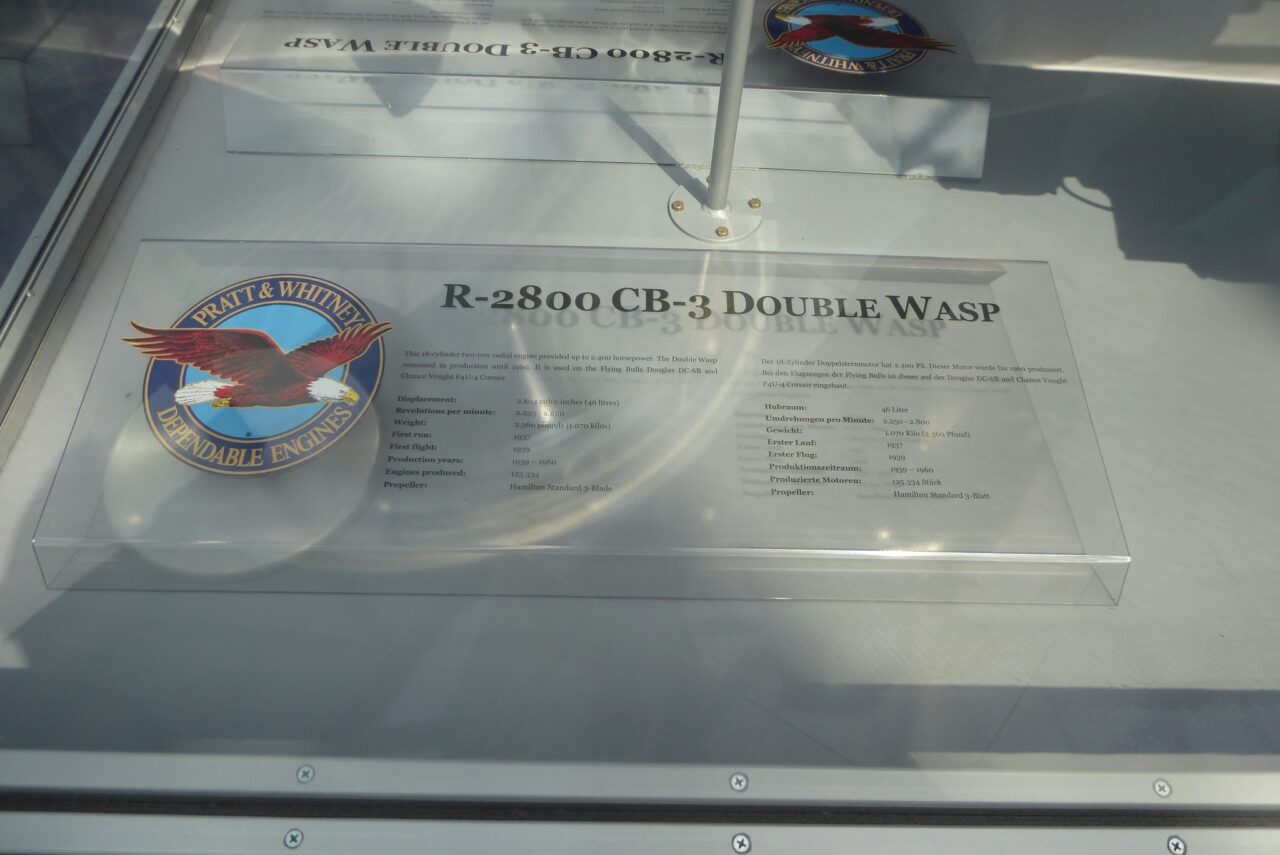 R-2800 CB-3 DOUBLE WASP
PRATT & WHITNEY
PRATT & WHITNEY
DEPENDABLE ENGINES
R-2800 CB-3 DOUBLE WASP
This 18-cylinder two-row radial engine provided up to 2.400 horsepower. The Double Wasp
remained in production until 1960. It is used on the Flying Bulls Douglas DC-6B and
Chance Vought F4U-4 Corsair.
Displacement: 2.804 cubic inches (46 litres)
Revolutions per minute: 2.250 - 2.800
Weight: 2.360 pounds (1.070 kilos)
First run: 1937
First flight: 1939
Production years: 1939 – 1960
Engines produced: 125.334
Propeller: Hamilton Standard 3-Blade
Der 18-Zylinder Doppelsternmotor hat 2.400 PS. Dieser Motor wurde bis 1960 produziert.
Bei den Flugzeugen der Flying Bulls ist dieser auf der Douglas DC-6B and Chance Vought
F4U-4 Corsair eingebaut.
Hubraum: 46 Liter
Umdrehungen pro Minute: 2.250 - 2.800
Gewicht: 1.070 Kilo (2.360 Pfund)
Erster Lauf: 1937
Erster Flug: 1939
Produktionszeitraum: 1939 – 1960
Produzierte Motoren: 125.334 Stück
Propeller: Hamilton Standard 3-Blatt